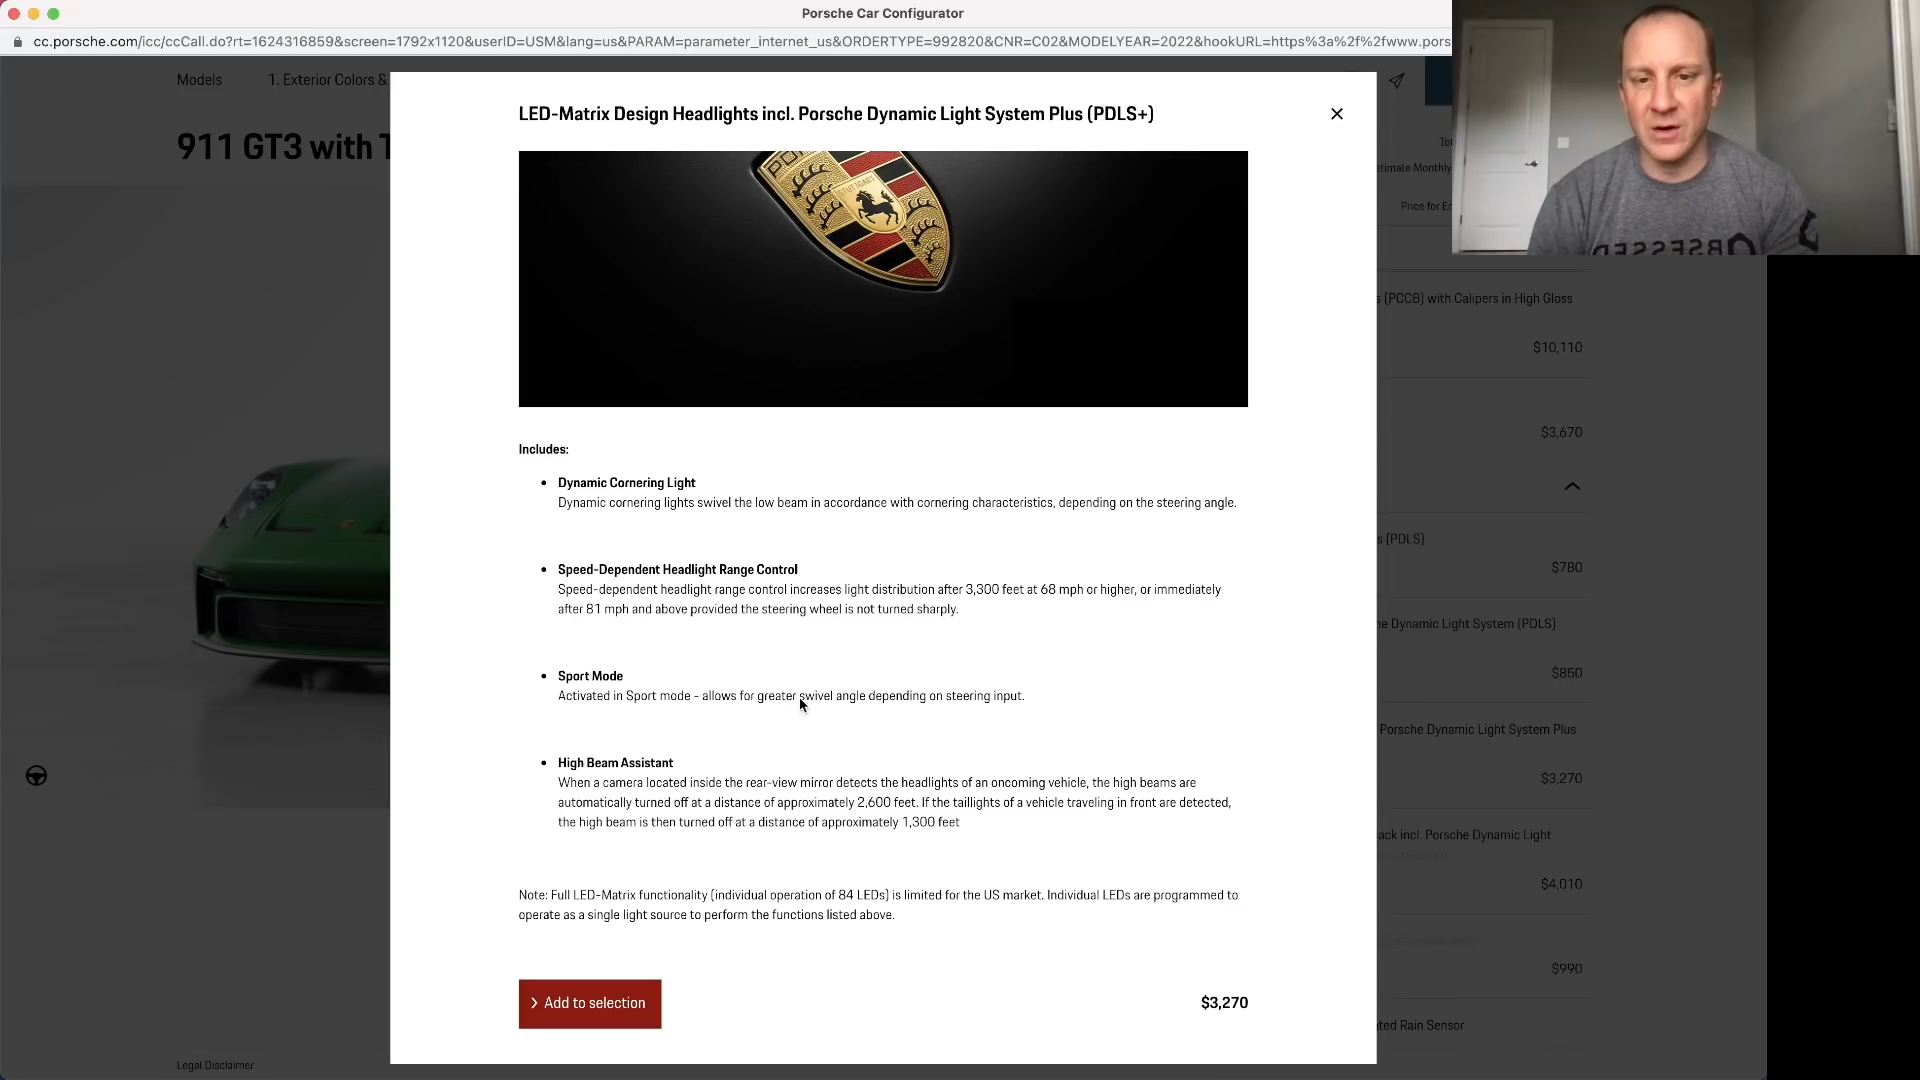 Porsche Car Configurator
cc.porsche.com/icc/ccCall.do?rt=1624316859&screen=1792x1120&userID=USM&lang=us&PARAM=parameter_internet_us&ORDERTYPE=992820&CNR=C02&MODELYEAR=2022&hookURL=https%3a%2f%2fwww.pors
Models
1. Exterior Colors &
911 GT3 with T
LED-Matrix Design Headlights incl. Porsche Dynamic Light System Plus (PDLS+)
STUTTGART
Includes:
Dynamic Cornering Light
Dynamic cornering lights swivel the low beam in accordance with cornering characteristics, depending on the steering angle.
Speed-Dependent Headlight Range Control
Speed-dependent headlight range control increases light distribution after 3,300 feet at 68 mph or higher, or immediately
after 81 mph and above provided the steering wheel is not turned sharply.
Sport Mode
Activated in Sport mode - allows for greater swivel angle depending on steering input.
High Beam Assistant
When a camera located inside the rear-view mirror detects the headlights of an oncoming vehicle, the high beams are
automatically turned off at a distance of approximately 2,600 feet. If the taillights of a vehicle traveling in front are detected,
the high beam is then turned off at a distance of approximately 1,300 feet
Note: Full LED-Matrix functionality (individual operation of 84 LEDs) is limited for the US market. Individual LEDs are programmed to
operate as a single light source to perform the functions listed above.
Add to selection
$3,270
To
timate Monthly
Price for E
s (PCCB) with Calipers in High Gloss
$10,110
$3,670
s (PDLS)
$780
he Dynamic Light System (PDLS)
$850
Porsche Dynamic Light System Plus
$3,270
ack incl. Porsche Dynamic Light
$4,010
$990
ted Rain Sensor
Legal Disclaimer
OBSESSED